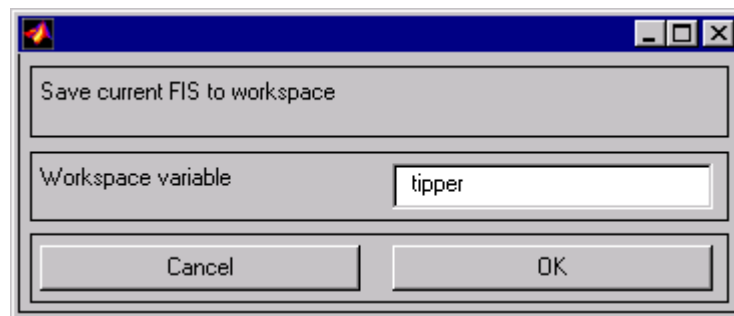 Save current FIS to workspace
Workspace variable tipper
Cancel OK